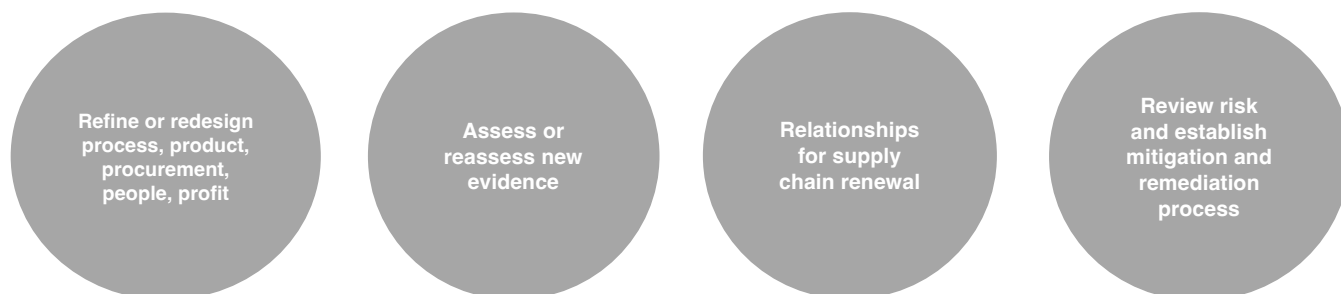 Refine or redesign
process, product,
procurement,
people, profit
Assess or
reassess new
evidence
Relationships
for supply
chain renewal
Review risk
and establish
mitigation and
remediation
process